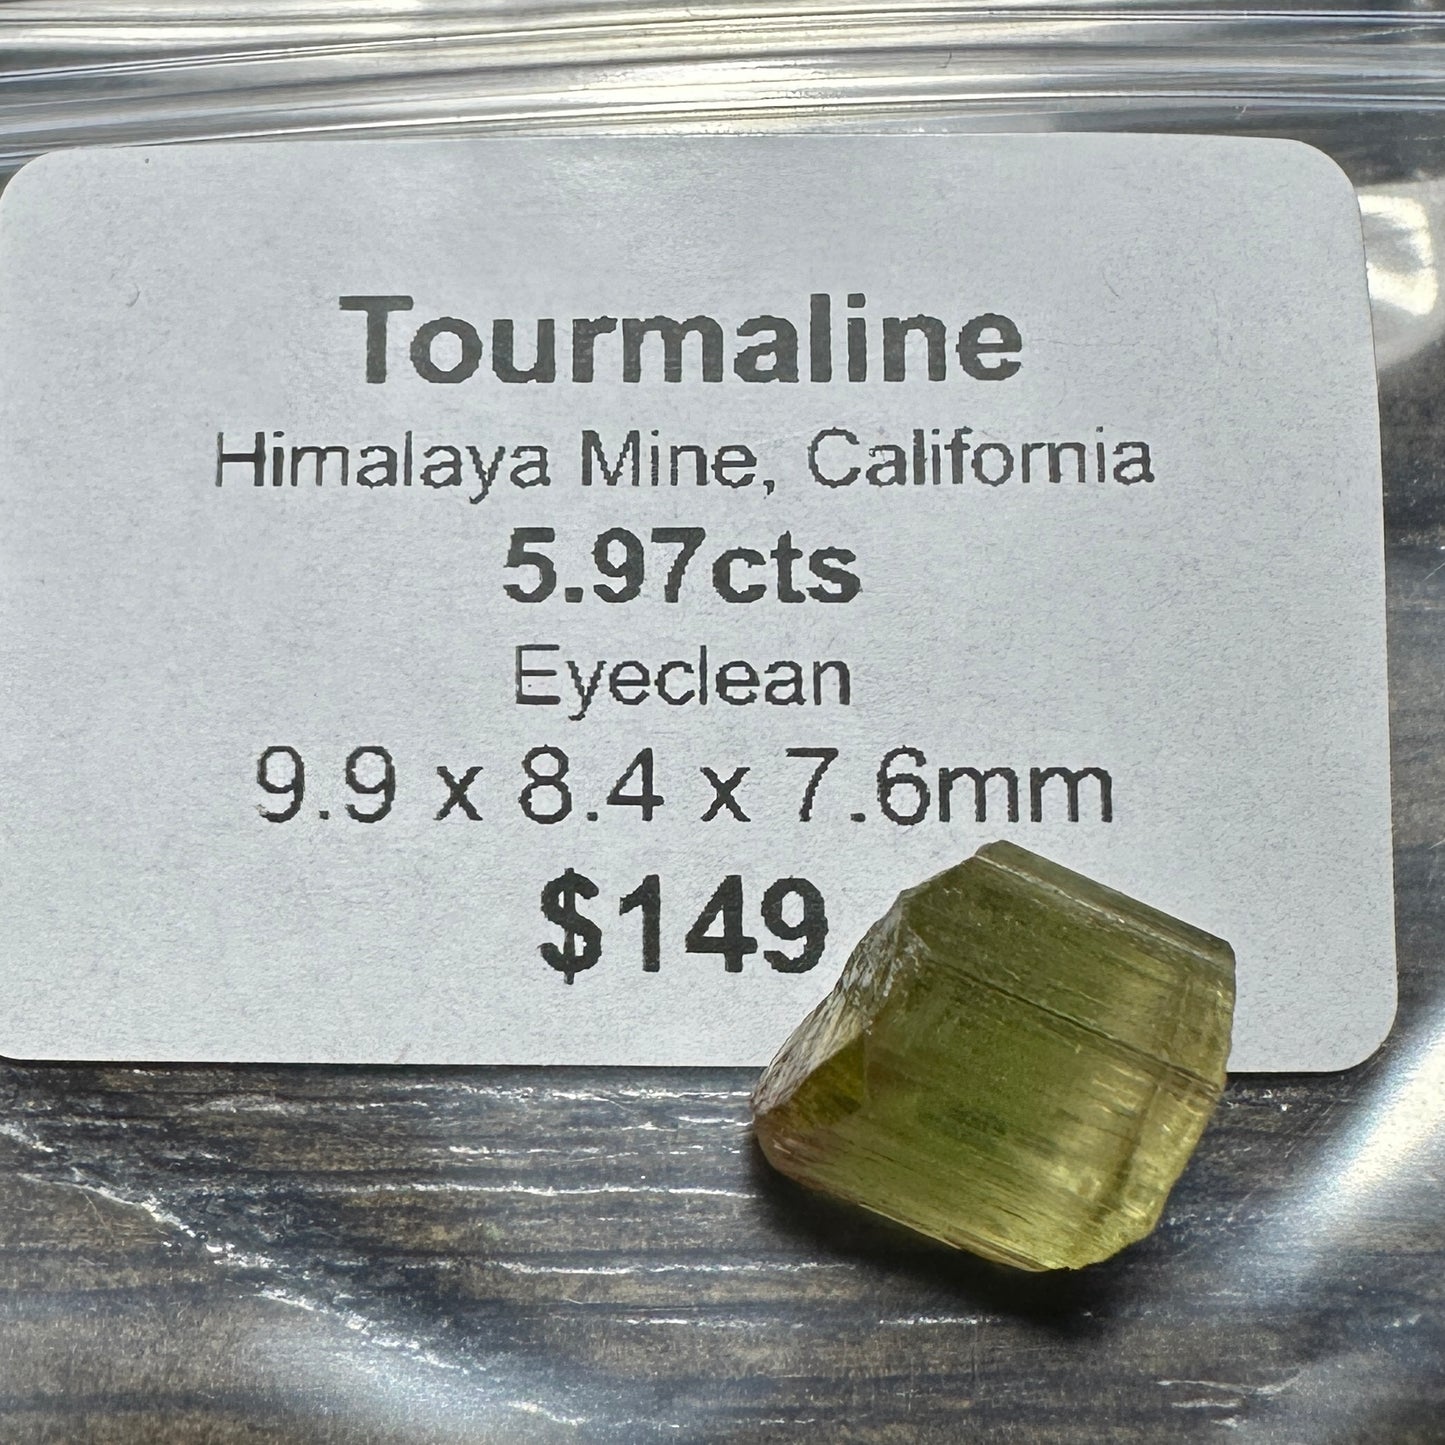 Tourmaline
Himalaya Mine, California
5.97cts
Eyeclean
9.9 x 8.4 x 7.6mm
$149